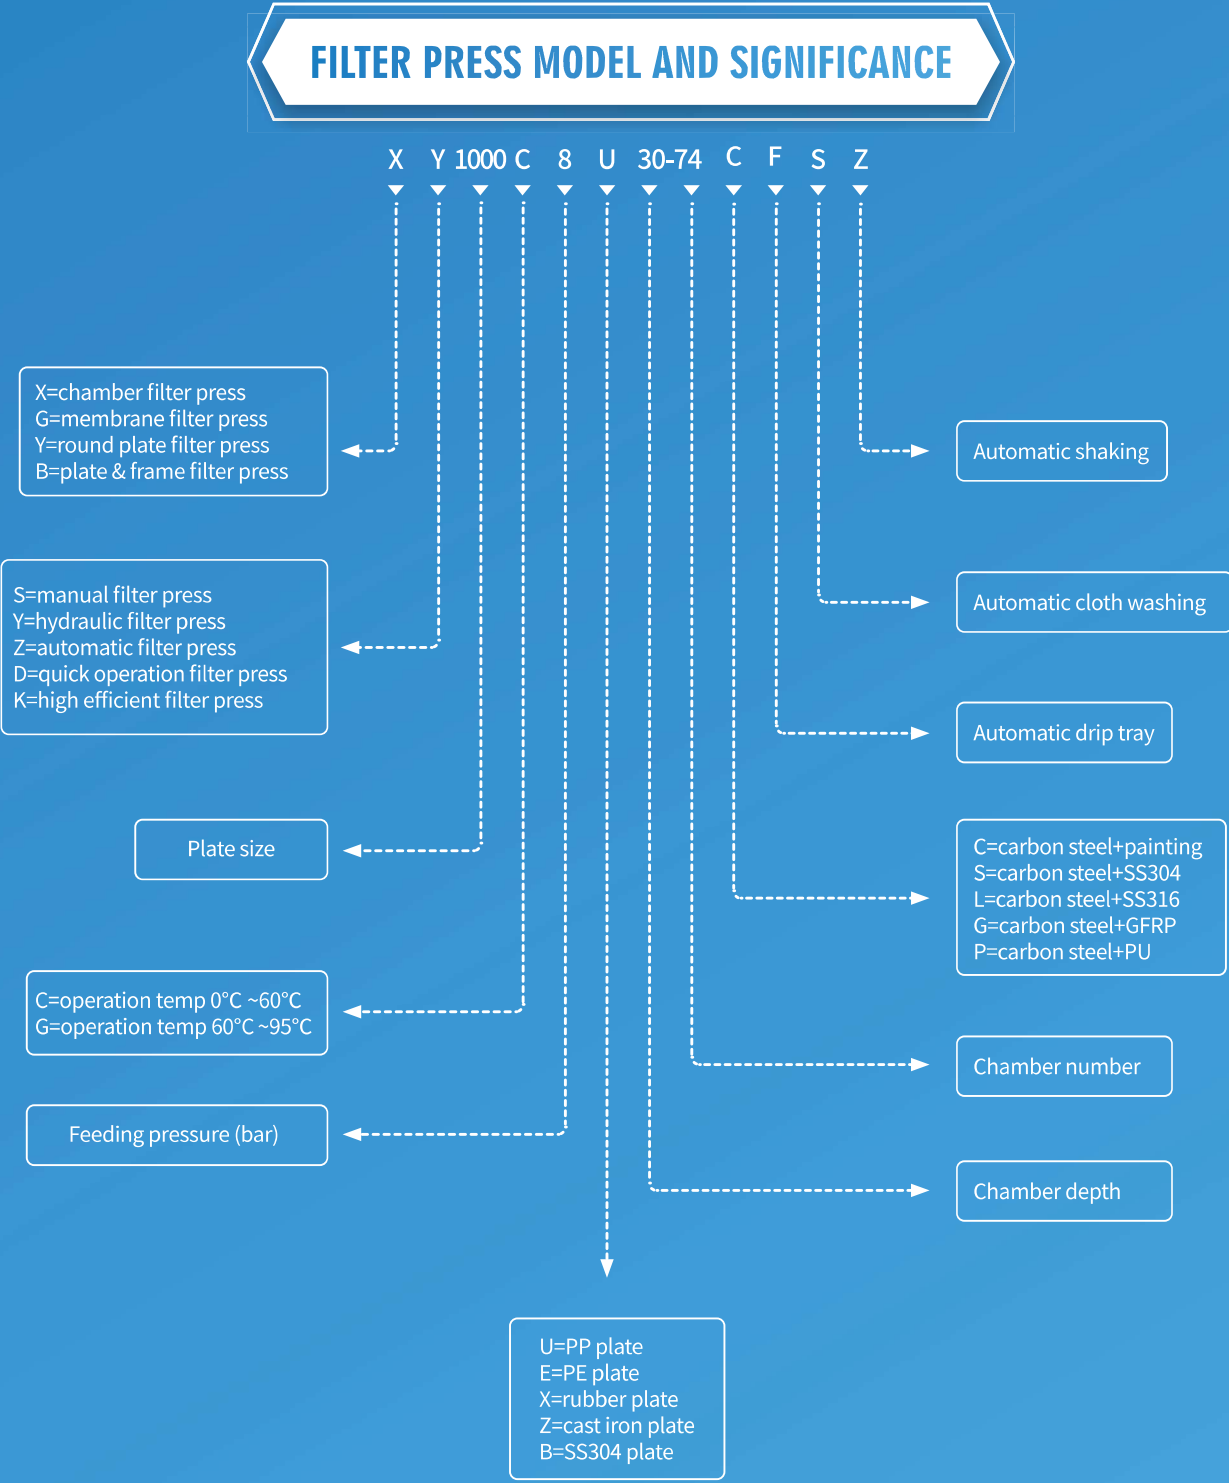 FILTER PRESS MODEL AND SIGNIFICANCE
X Y 1000 C 8 U 30-74 C F S Z
X=chamber filter press
G=membrane filter press
Y=round plate filter press
B=plate & frame filter press
S=manual filter press
Y=hydraulic filter press
Z=automatic filter press
D=quick operation filter press
K=high efficient filter press
Plate size
C=operation temp 0°C ~60°C
G=operation temp 60°C ~95°C
Feeding pressure (bar)
U=PP plate
E=PE plate
X=rubber plate
Z=cast iron plate
B=SS304 plate
Automatic shaking
Automatic cloth washing
Automatic drip tray
C=carbon steel+painting
S=carbon steel+SS304
L=carbon steel+SS316
G=carbon steel+GFRP
P=carbon steel+PU
Chamber number
Chamber depth